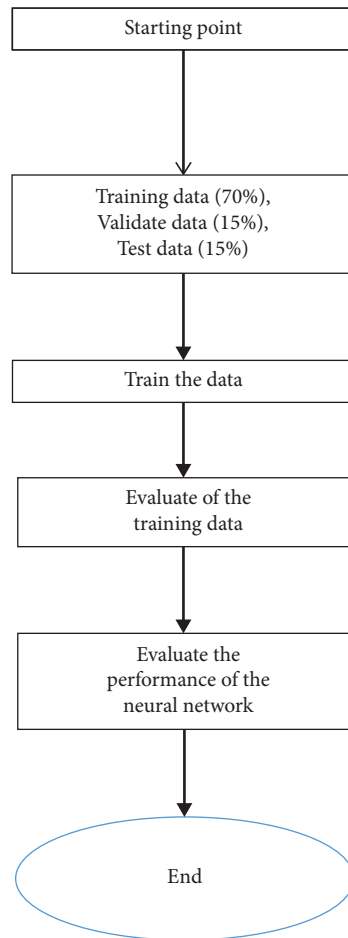 Starting point
Training data (70%),
Validate data (15%),
Test data (15%)
Train the data
Evaluate of the
training data
Evaluate the
performance of the
neural network
End